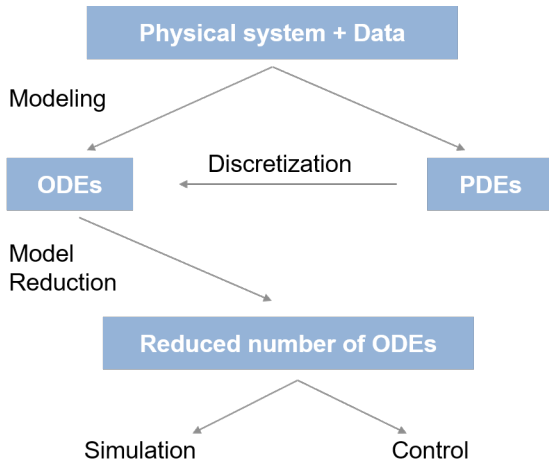 Physical system + Data
Modeling
Discretization
ODEs
PDEs
Model
Reduction
Reduced number of ODEs
Simulation
Control